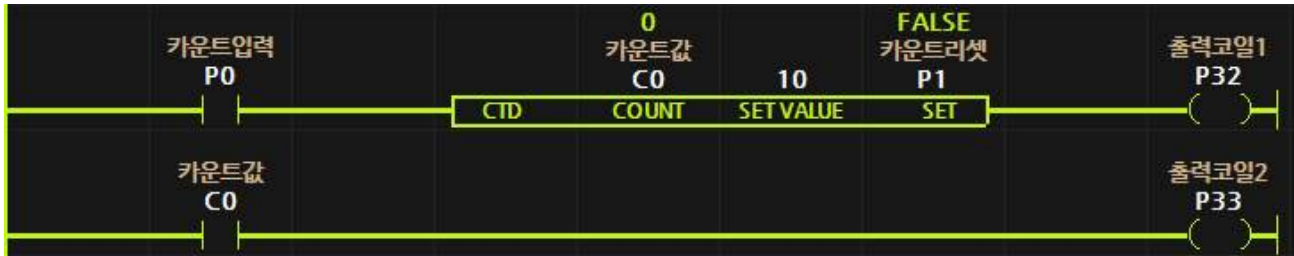 0 FALSE
카운트입력 카운트값 카운트리셋 출력코일1
P0 C0 10 P1 P32
CTD COUNT SET VALUE SET
카운트값 출력코일2
C0 P33